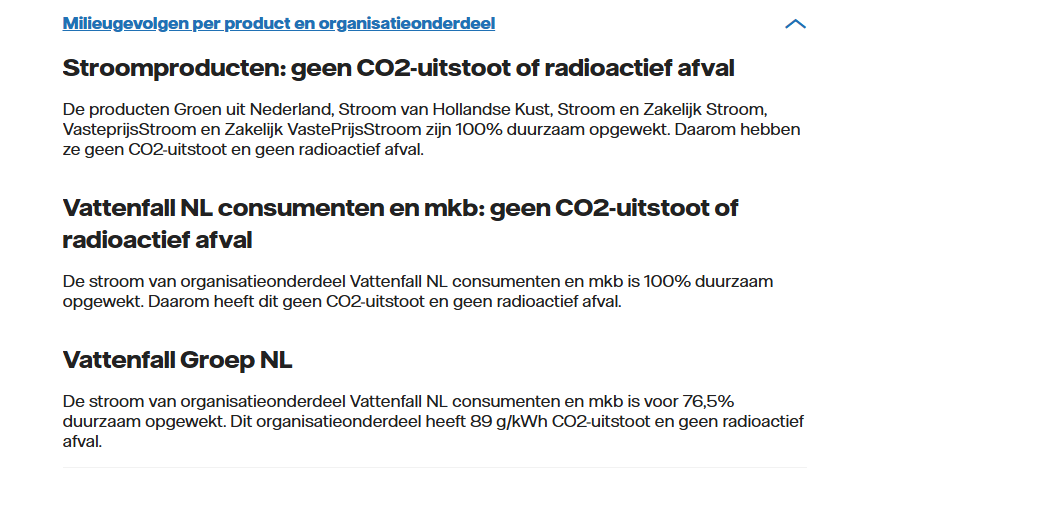 Milieugevolgen per product en organisatieonderdeel
Stroomproducten: geen CO2-uitstoot of radioactief afval
De producten Groen uit Nederland, Stroom van Hollandse Kust, Stroom en Zakelijk Stroom,
VasteprijsStroom en Zakelijk VastePrijsStroom zijn 100% duurzaam opgewekt. Daarom hebben
ze geen CO2-uitstoot en geen radioactief afval.
Vattenfall NL consumenten en mkb: geen CO2-uitstoot of
radioactief afval
De stroom van organisatieonderdeel Vattenfall NL consumenten en mkb is 100% duurzaam
opgewekt. Daarom heeft dit geen CO2-uitstoot en geen radioactief afval.
Vattenfall Groep NL
De stroom van organisatieonderdeel Vattenfall NL consumenten en mkb is voor 76,5%
duurzaam opgewekt. Dit organisatieonderdeel heeft 89 g/kWh CO2-uitstoot en geen radioactief
afval.